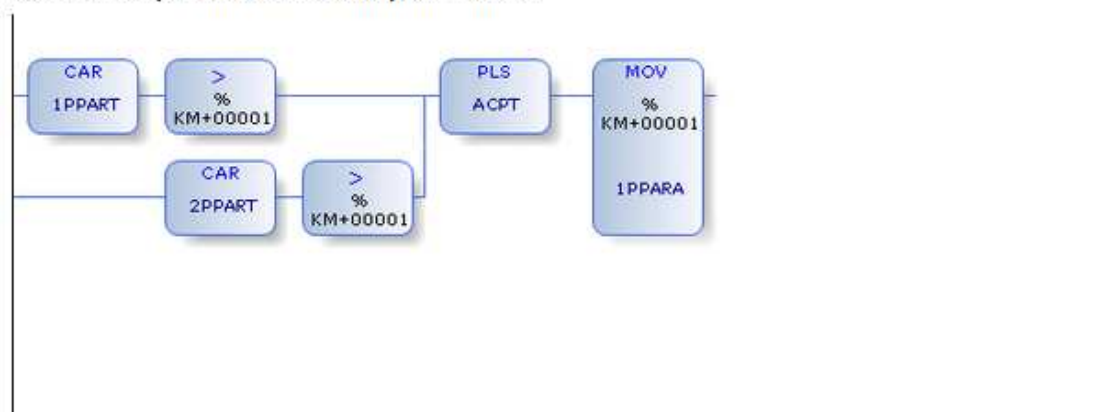 CAR
1PPART
>
%
KM+00001
PLS
ACPT
MOV
%
KM+00001
1PPARA
CAR
2PPART
>
%
KM+00001